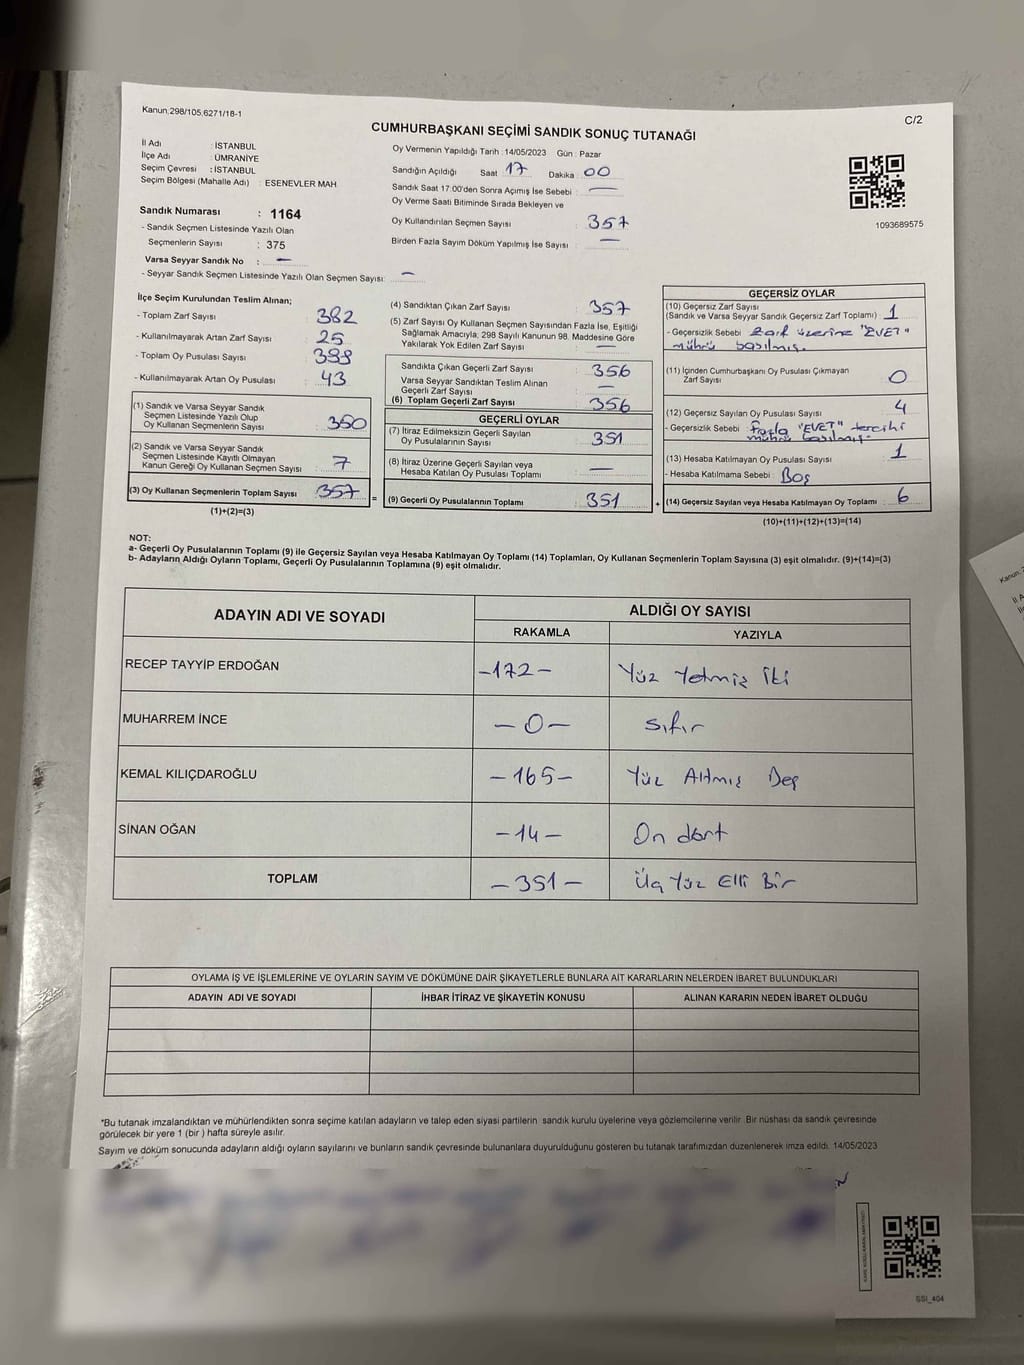 Kanun.298/105.6271/18-1
C/2
CUMHURBAŞKANI SEÇİMİ SANDIK SONUÇ TUTANAĞI
İl Adı : İSTANBUL
İlçe Adı : ÜMRANİYE
Seçim Çevresi : İSTANBUL
Seçim Bölgesi (Mahalle Adı) : ESENEVLER MAH
Sandık Numarası : 1164
- Sandık Seçmen Listesinde Yazılı Olan
Seçmenlerin Sayısı : 375
Varsa Seyyar Sandık No : —
- Seyyar Sandık Seçmen Listesinde Yazılı Olan Seçmen Sayısı: —
Oy Vermenin Yapıldığı Tarih :14/05/2023 Gün : Pazar
Sandığın Açıldığı Saat 17 Dakika : 00
Sandık Saat 17:00'den Sonra Açımış İse Sebebi : —
Oy Verme Saati Bitiminde Sırada Bekleyen ve
Oy Kullandırılan Seçmen Sayısı : 357
Birden Fazla Sayım Döküm Yapılmış İse Sayısı : —
1093689575
İlçe Seçim Kurulundan Teslim Alınan;
- Toplam Zarf Sayısı : 382
- Kullanılmayarak Artan Zarf Sayısı : 25
- Toplam Oy Pusulası Sayısı :
- Kullanılmayarak Artan Oy Pusulası : 43
(1) Sandık ve Varsa Seyyar Sandık
Seçmen Listesinde Yazılı Olup
Oy Kullanan Seçmenlerin Sayısı : 350
(2) Sandık ve Varsa Seyyar Sandık
Seçmen Listesinde Kayıtlı Olmayan
Kanun Gereği Oy Kullanan Seçmen Sayısı : 7
(3) Oy Kullanan Seçmenlerin Toplam Sayısı : 357 =
(1)+(2)=(3)
(4) Sandıktan Çıkan Zarf Sayısı : 357
(5) Zarf Sayısı Oy Kullanan Seçmen Sayısından Fazla İse, Eşitliği
Sağlamak Amacıyla, 298 Sayılı Kanunun 98. Maddesine Göre
Yakılarak Yok Edilen Zarf Sayısı : —
Sandıkta Çıkan Geçerli Zarf Sayısı : 356
Varsa Seyyar Sandıktan Teslim Alınan
Geçerli Zarf Sayısı : —
(6) Toplam Geçerli Zarf Sayısı : 356
GEÇERLİ OYLAR
(7) İtiraz Edilmeksizin Geçerli Sayılan
Oy Pusulalarının Sayısı : 351
(8) İtiraz Üzerine Geçerli Sayılan veya
Hesaba Katılan Oy Pusulası Toplamı : —
(9) Geçerli Oy Pusulalarının Toplamı : 351 +
GEÇERSİZ OYLAR
(10) Geçersiz Zarf Sayısı
(Sandık ve Varsa Seyyar Sandık Geçersiz Zarf Toplamı) : 1
- Geçersizlik Sebebi : Zarf üzerine "EVET"
mührü basılmış.
(11) İçinden Cumhurbaşkanı Oy Pusulası Çıkmayan
Zarf Sayısı : 0
(12) Geçersiz Sayılan Oy Pusulası Sayısı : 4
- Geçersizlik Sebebi : fazla "EVET" tercihi
mührü basılmış.
(13) Hesaba Katılmayan Oy Pusulası Sayısı : 1
- Hesaba Katılmama Sebebi : Boş
(14) Geçersiz Sayılan veya Hesaba Katılmayan Oy Toplamı : 6
(10)+(11)+(12)+(13)=(14)
NOT:
a- Geçerli Oy Pusulalarının Toplamı (9) ile Geçersiz Sayılan veya Hesaba Katılmayan Oy Toplamı (14) Toplamları, Oy Kullanan Seçmenlerin Toplam Sayısına (3) eşit olmalıdır. (9)+(14)=(3)
b- Adayların Aldığı Oyların Toplamı, Geçerli Oy Pusulalarının Toplamına (9) eşit olmalıdır.
ADAYIN ADI VE SOYADI ALDIĞI OY SAYISI
RAKAMLA YAZIYLA
RECEP TAYYİP ERDOĞAN -172- Yüz Yetmiş İki
MUHARREM İNCE -0- Sıfır
KEMAL KILIÇDAROĞLU -165- Yüz Altmış Beş
SİNAN OĞAN -14- On dört
TOPLAM -351- Üç Yüz Elli Bir
OYLAMA İŞ VE İŞLEMLERİNE VE OYLARIN SAYIM VE DÖKÜMÜNE DAİR ŞİKAYETLERLE BUNLARA AİT KARARLARIN NELERDEN İBARET BULUNDUKLARI
ADAYIN ADI VE SOYADI İHBAR İTİRAZ VE ŞİKAYETİN KONUSU ALINAN KARARIN NEDEN İBARET OLDUĞU
*Bu tutanak imzalandıktan ve mühürlendikten sonra seçime katılan adayların ve talep eden siyasi partilerin sandık kurulu üyelerine veya gözlemcilerine verilir. Bir nüshası da sandık çevresinde
görülecek bir yere 1 (bir ) hafta süreyle asılır.
Sayım ve döküm sonucunda adayların aldığı oyların sayılarını ve bunların sandık çevresinde bulunanlara duyurulduğunu gösteren bu tutanak tarafımızdan düzenlenerek imza edildi. 14/05/2023
SSI_404
Kanun.2
İl A